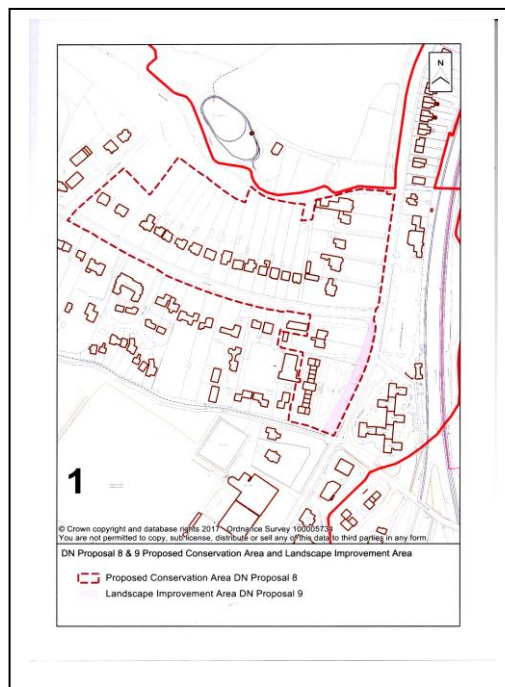 N
1
© Crown copyright and database rights 2017 Ordnance Survey 100005734
You are not permitted to copy, sub license, distribute or sell any of this data to third parties in any form
DN Proposal 8 & 9 Proposed Conservation Area and Landscape Improvement Area
Proposed Conservation Area DN Proposal 8
Landscape Improvement Area DN Proposal 9